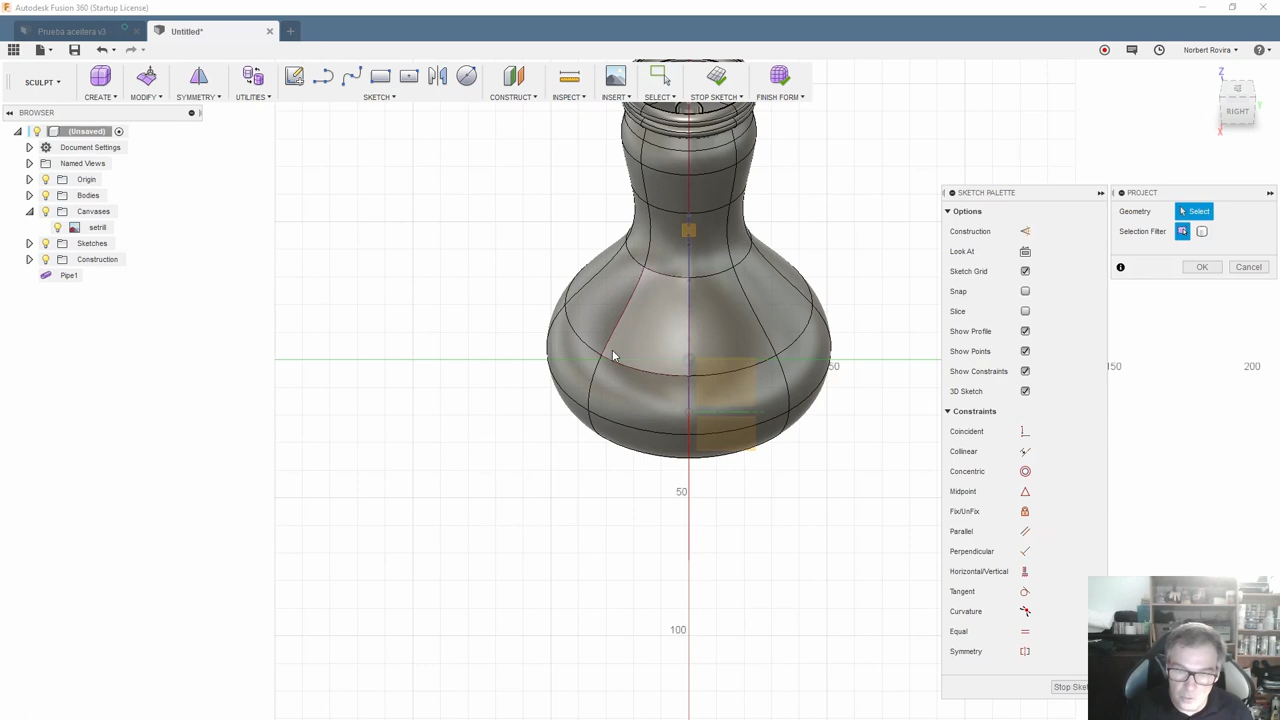 Autodesk Fusion 360 (Startup License)
Prueba aceitera v3
Untitled*
Norbert Rovira
SCULPT
CREATE
MODIFY
SYMMETRY
UTILITIES
SKETCH
CONSTRUCT
INSPECT
INSERT
SELECT
STOP SKETCH
FINISH FORM
BROWSER
(Unsaved)
Document Settings
Named Views
Origin
Bodies
Canvases
setrill
Sketches
Construction
Pipe1
Z
RIGHT
Y
X
50
150
200
50
100
SKETCH PALETTE
Options
Construction
Look At
Sketch Grid
Snap
Slice
Show Profile
Show Points
Show Constraints
3D Sketch
Constraints
Coincident
Collinear
Concentric
Midpoint
Fix/UnFix
Parallel
Perpendicular
Horizontal/Vertical
Tangent
Curvature
Equal
Symmetry
Stop Sket
PROJECT
Geometry
Select
Selection Filter
OK
Cancel